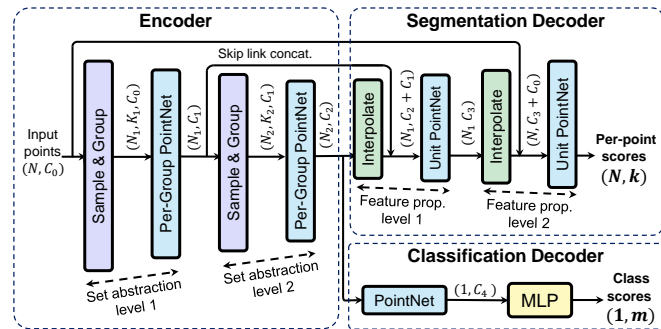 Encoder
Segmentation Decoder
Skip link concat.
Input
points
(N, C₀)
Sample & Group
(N₁, K₁, C₀)
Per-Group PointNet
(N₁, C₁)
Sample & Group
(N₂, K₂, C₁)
Per-Group PointNet
(N₂, C₂)
Set abstraction
level 1
Set abstraction
level 2
Interpolate
(N₁, C₂ + C₁)
Unit PointNet
(N₁ C₃)
Interpolate
(N, C₃ + C₀)
Unit PointNet
Per-point
scores
(N, k)
Feature prop.
level 1
Feature prop.
level 2
Classification Decoder
PointNet
(1, C₄)
MLP
Class
scores
(1, m)